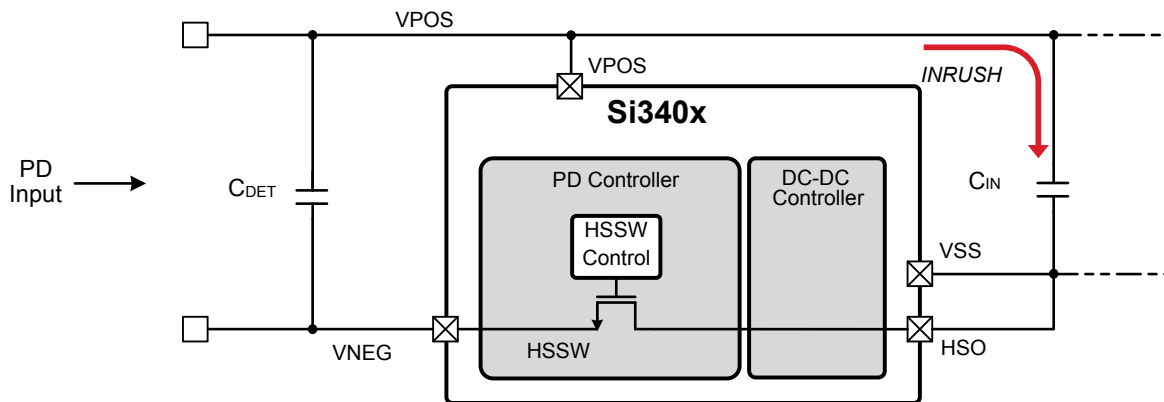 VPOS
VPOS
INRUSH
Si340x
PD
Input
CDET
PD Controller
DC-DC
Controller
CIN
HSSW
Control
VSS
VNEG
HSSW
HSO